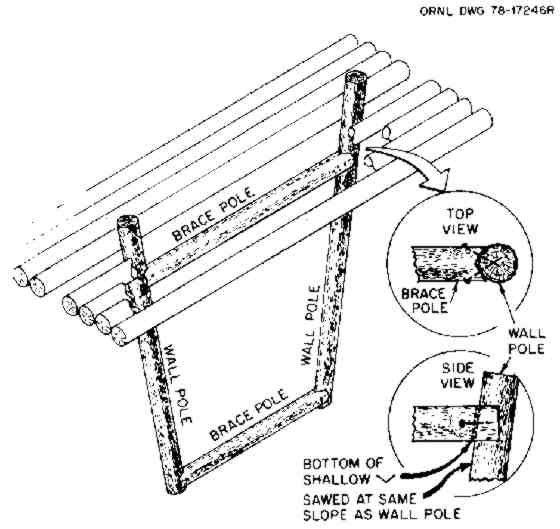 ORNL DWG 78-17246R
BRACE POLE
WALL POLE
WALL POLE
BRACE POLE
TOP
VIEW
BRACE
POLE
WALL
POLE
SIDE
VIEW
BOTTOM OF
SHALLOW
SAWED AT SAME
SLOPE AS WALL POLE